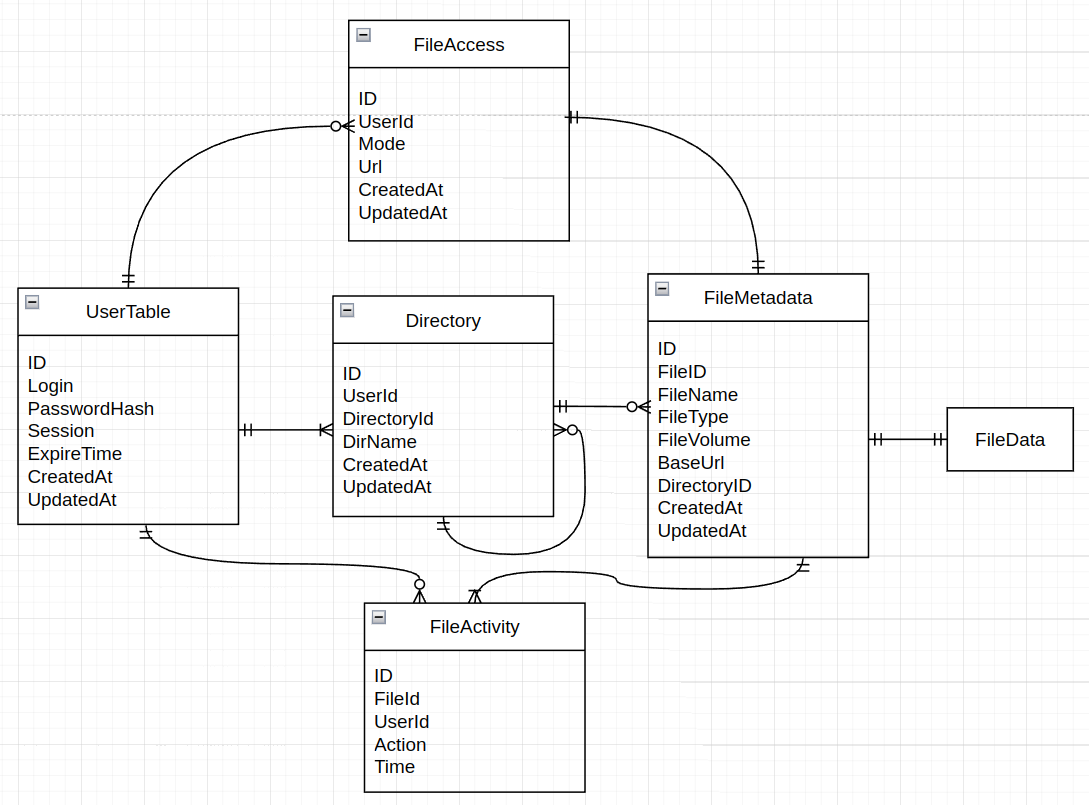 FileAccess
ID
UserId
Mode
Url
CreatedAt
UpdatedAt
UserTable
ID
Login
PasswordHash
Session
ExpireTime
CreatedAt
UpdatedAt
Directory
ID
UserId
DirectoryId
DirName
CreatedAt
UpdatedAt
FileMetadata
ID
FileID
FileName
FileType
FileVolume
BaseUrl
DirectoryID
CreatedAt
UpdatedAt
FileData
FileActivity
ID
FileId
UserId
Action
Time